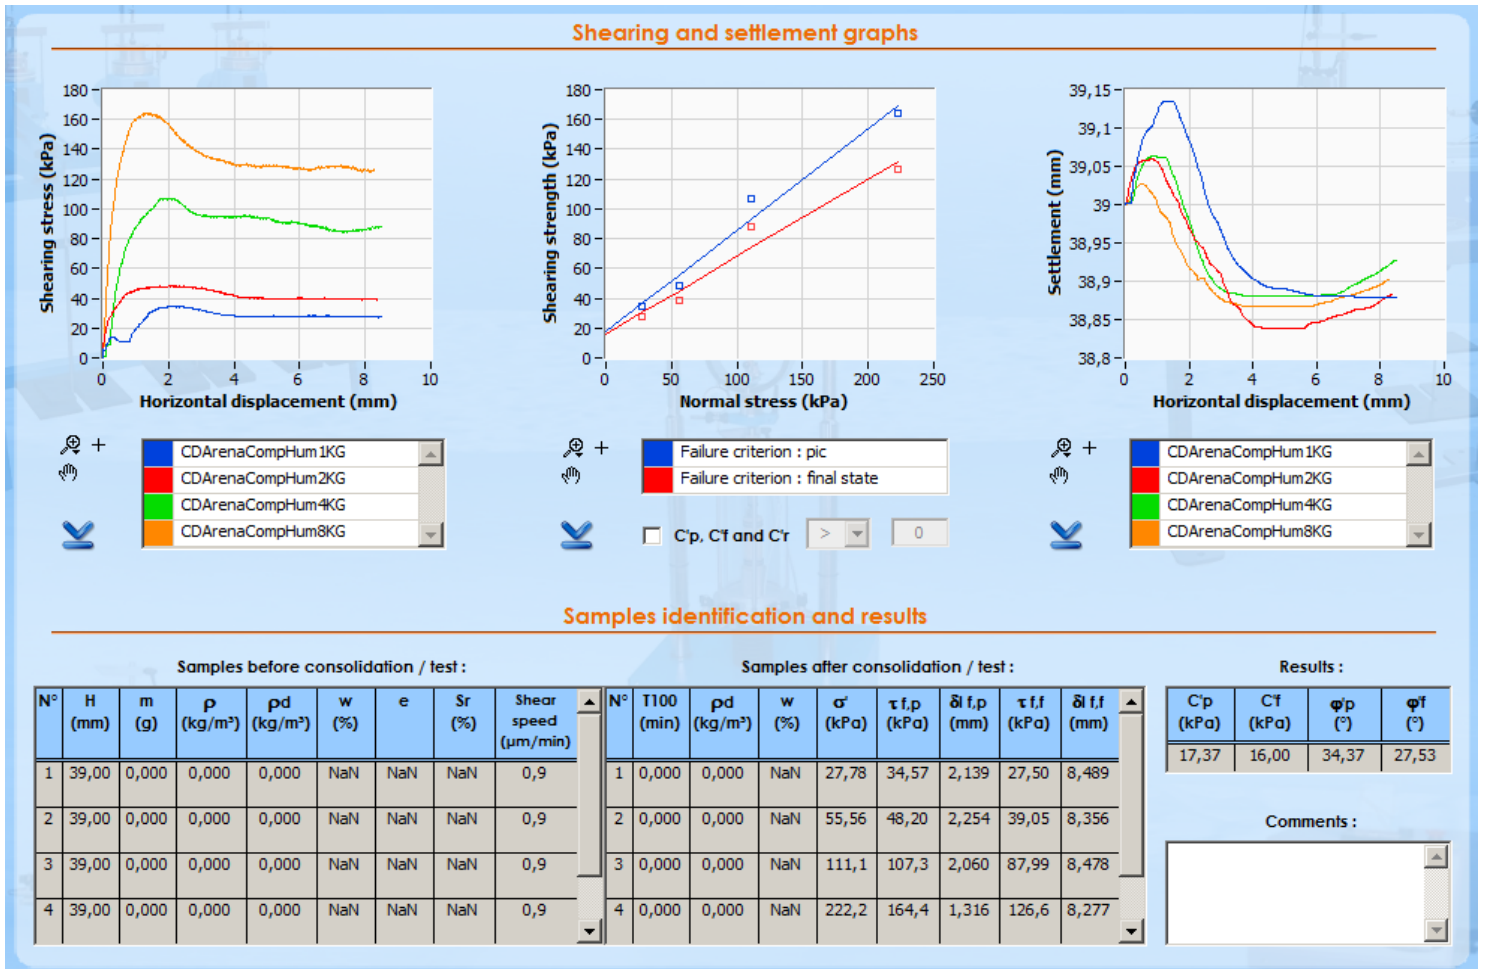 Shearing and settlement graphs
180
160
140
120
100
80
60
40
20
0
0 2 4 6 8 10
Shearing stress (kPa)
Horizontal displacement (mm)
180
160
140
120
100
80
60
40
20
0
0 50 100 150 200 250
Shearing strength (kPa)
Normal stress (kPa)
39,15
39,1
39,05
39
38,95
38,9
38,85
38,8
0 2 4 6 8 10
Settlement (mm)
Horizontal displacement (mm)
CDArenaCompHum1KG
CDArenaCompHum2KG
CDArenaCompHum4KG
CDArenaCompHum8KG
Failure criterion : pic
Failure criterion : final state
C'p, C'f and C'r > 0
CDArenaCompHum1KG
CDArenaCompHum2KG
CDArenaCompHum4KG
CDArenaCompHum8KG
Samples identification and results
Samples before consolidation / test :
N° H (mm) m (g) ρ (kg/m³) ρd (kg/m³) w (%) e Sr (%) Shear speed (µm/min)
1 39,00 0,000 0,000 0,000 NaN NaN NaN 0,9
2 39,00 0,000 0,000 0,000 NaN NaN NaN 0,9
3 39,00 0,000 0,000 0,000 NaN NaN NaN 0,9
4 39,00 0,000 0,000 0,000 NaN NaN NaN 0,9
Samples after consolidation / test :
N° T100 (min) ρd (kg/m³) w (%) σ' (kPa) τ f,p (kPa) δl f,p (mm) τ f,f (kPa) δl f,f (mm)
1 0,000 0,000 NaN 27,78 34,57 2,139 27,50 8,489
2 0,000 0,000 NaN 55,56 48,20 2,254 39,05 8,356
3 0,000 0,000 NaN 111,1 107,3 2,060 87,99 8,478
4 0,000 0,000 NaN 222,2 164,4 1,316 126,6 8,277
Results :
C'p (kPa) C'f (kPa) φ'p (°) φ'f (°)
17,37 16,00 34,37 27,53
Comments :